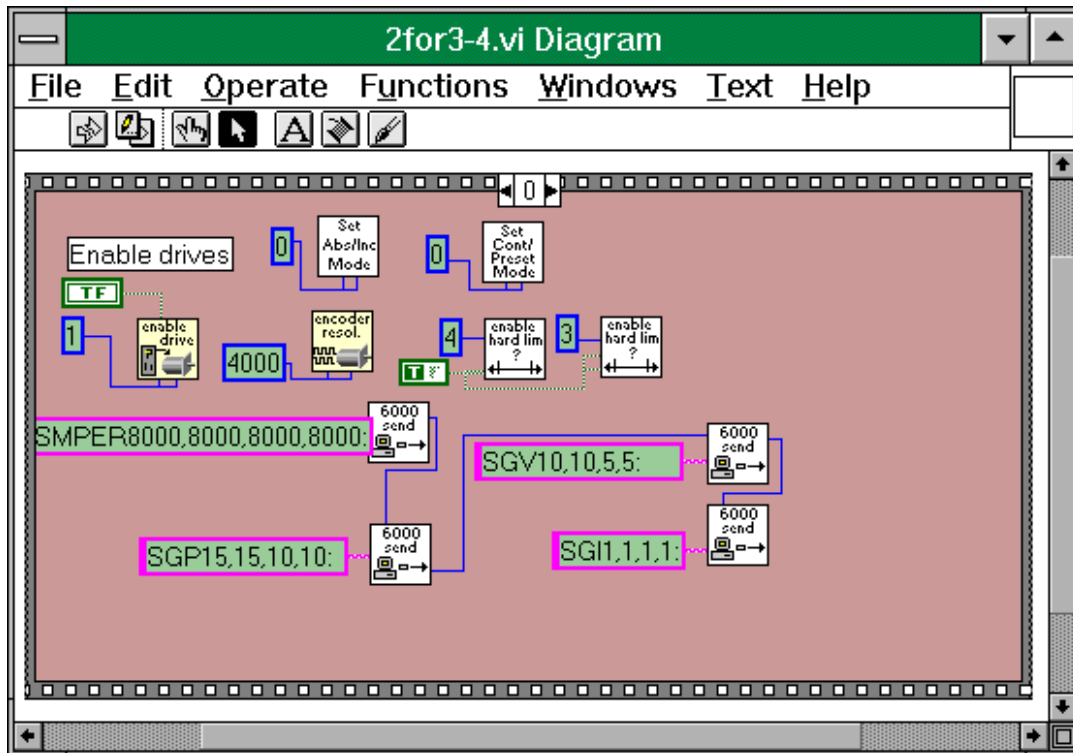 2for3-4.vi Diagram
File Edit Operate Functions Windows Text Help
A
0
Enable drives
0
Set
Abs/Inc
Mode
0
Set
Cont/
Preset
Mode
TF
1
enable
drive
4000
encoder
resol.
T F
4
enable
hard lim
?
3
enable
hard lim
?
SMPER8000,8000,8000,8000:
6000
send
SGV10,10,5,5:
6000
send
SGP15,15,10,10:
6000
send
SGI1,1,1,1:
6000
send